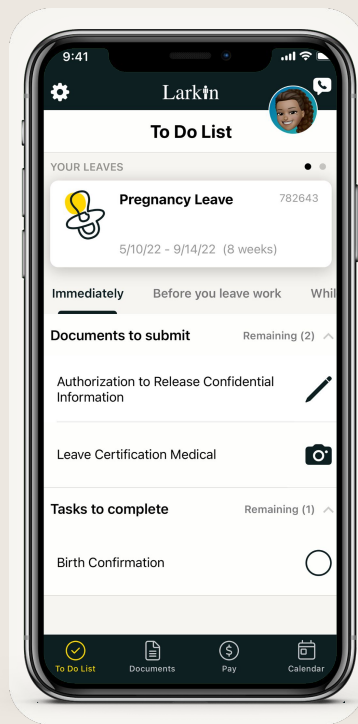 9:41
Larkin
To Do List
YOUR LEAVES
Pregnancy Leave 782643
5/10/22 - 9/14/22 (8 weeks)
Immediately Before you leave work Whil
Documents to submit Remaining (2)
Authorization to Release Confidential
Information
Leave Certification Medical
Tasks to complete Remaining (1)
Birth Confirmation
To Do List Documents Pay Calendar